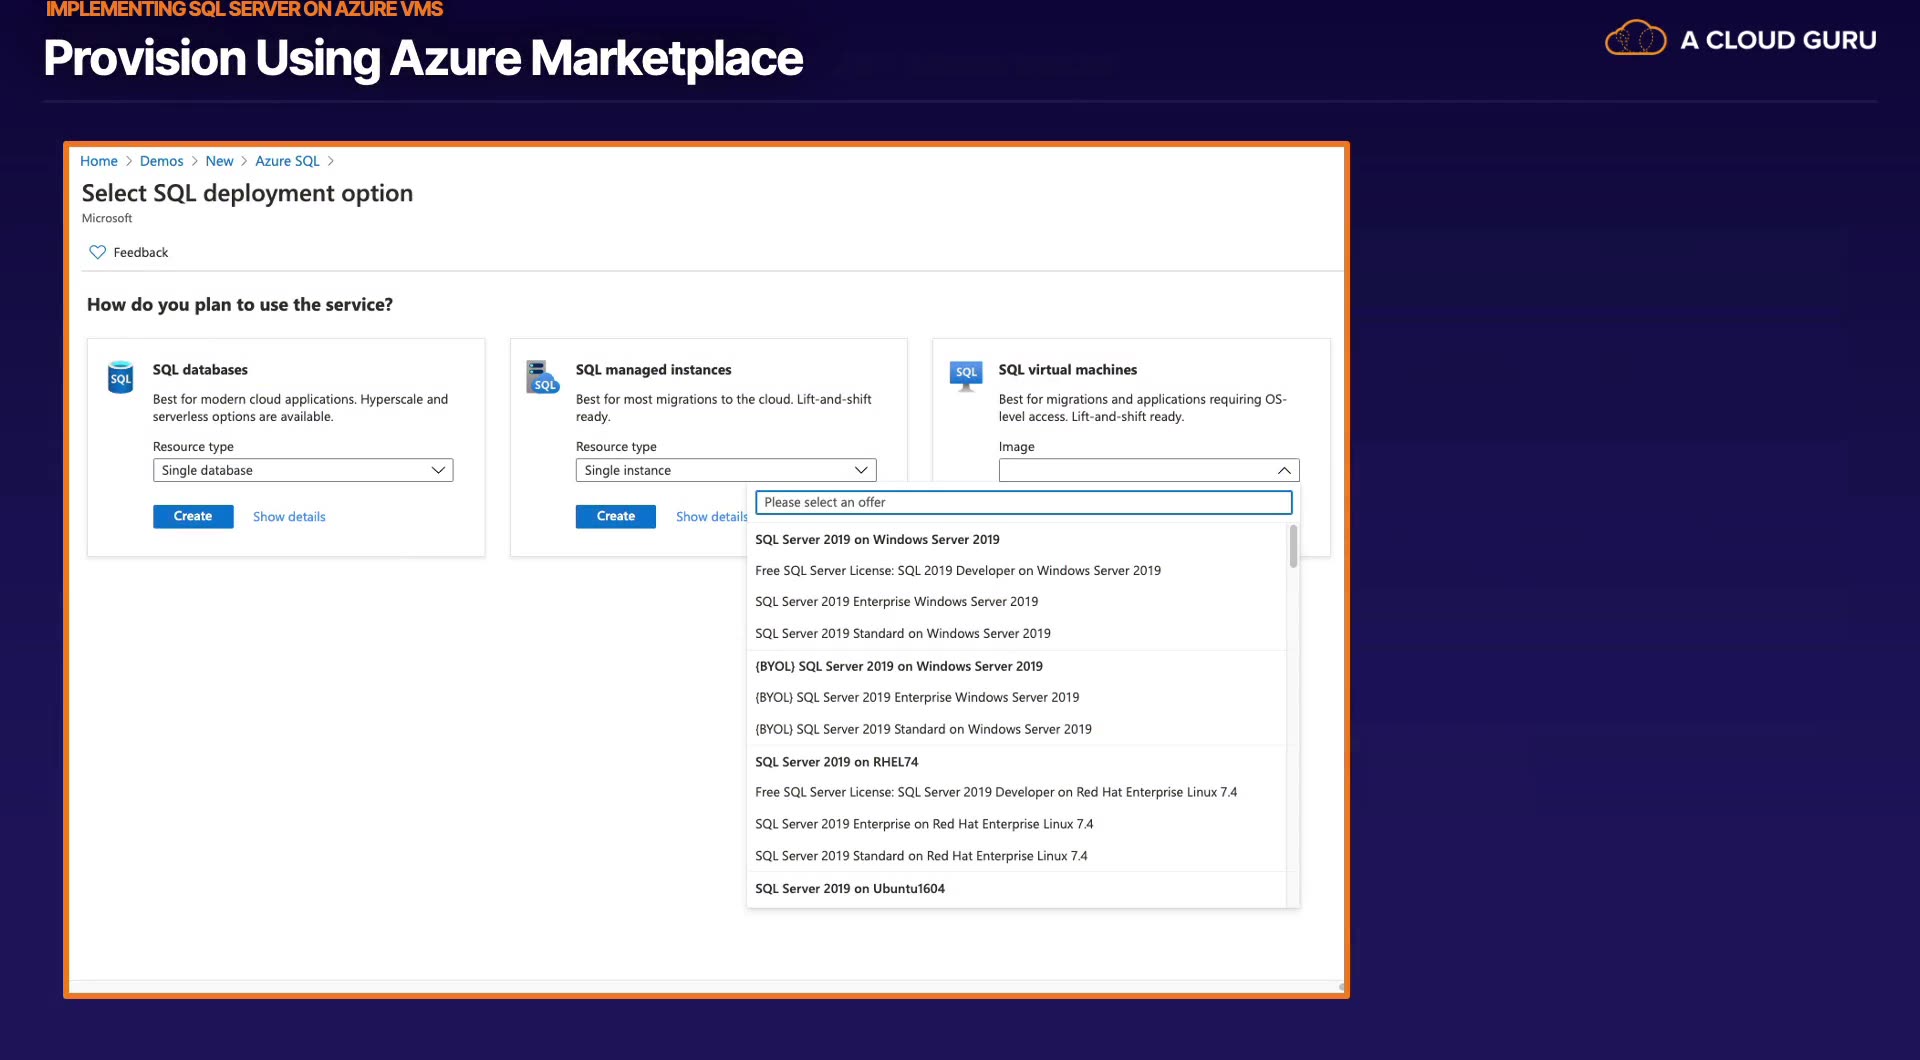 IMPLEMENTING SQL SERVER ON AZURE VMS
Provision Using Azure Marketplace
A CLOUD GURU
Home > Demos > New > Azure SQL >
Select SQL deployment option
Microsoft
Feedback
How do you plan to use the service?
SQL
SQL databases
Best for modern cloud applications. Hyperscale and
serverless options are available.
Resource type
Single database
Create
Show details
SQL
SQL managed instances
Best for most migrations to the cloud. Lift-and-shift
ready.
Resource type
Single instance
Create
Show details
SQL
SQL virtual machines
Best for migrations and applications requiring OS-
level access. Lift-and-shift ready.
Image
Please select an offer
SQL Server 2019 on Windows Server 2019
Free SQL Server License: SQL 2019 Developer on Windows Server 2019
SQL Server 2019 Enterprise Windows Server 2019
SQL Server 2019 Standard on Windows Server 2019
{BYOL} SQL Server 2019 on Windows Server 2019
{BYOL} SQL Server 2019 Enterprise Windows Server 2019
{BYOL} SQL Server 2019 Standard on Windows Server 2019
SQL Server 2019 on RHEL74
Free SQL Server License: SQL Server 2019 Developer on Red Hat Enterprise Linux 7.4
SQL Server 2019 Enterprise on Red Hat Enterprise Linux 7.4
SQL Server 2019 Standard on Red Hat Enterprise Linux 7.4
SQL Server 2019 on Ubuntu1604